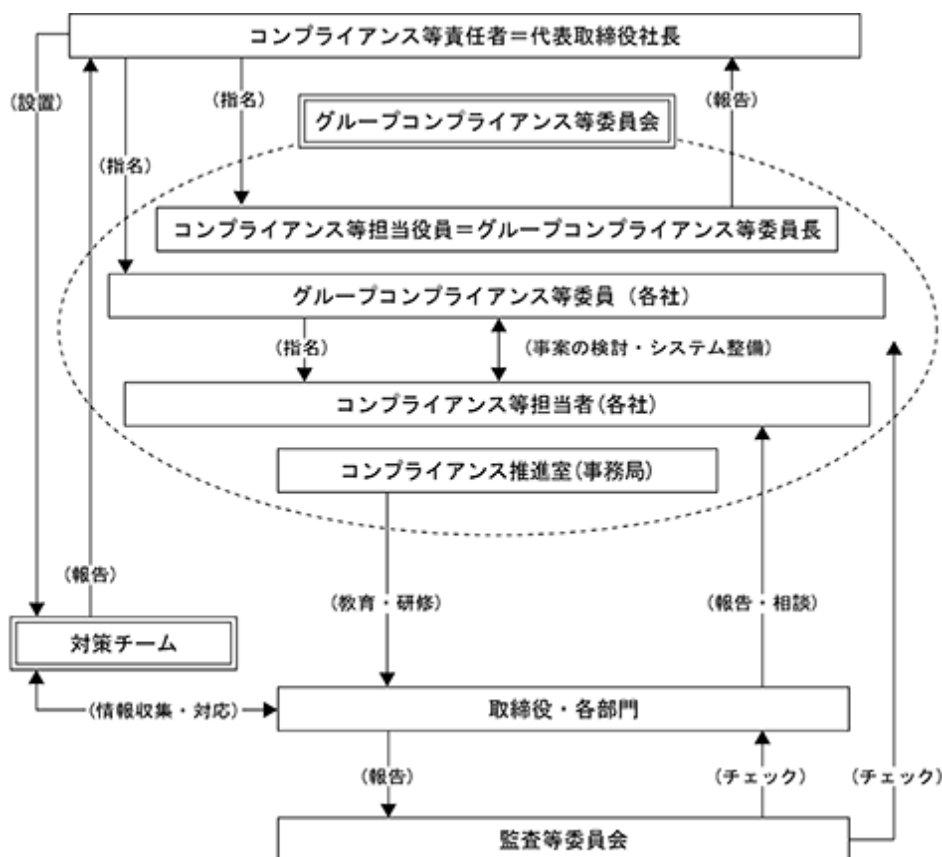 コンプライアンス等責任者＝代表取締役社長
(設置)
(指名)
(報告)
(指名)
グループコンプライアンス等委員会
コンプライアンス等担当役員＝グループコンプライアンス等委員長
グループコンプライアンス等委員（各社）
(指名)
(事案の検討・システム整備)
コンプライアンス等担当者(各社)
コンプライアンス推進室(事務局)
(報告)
(教育・研修)
(報告・相談)
対策チーム
(情報収集・対応)
取締役・各部門
(報告)
(チェック)
(チェック)
監査等委員会